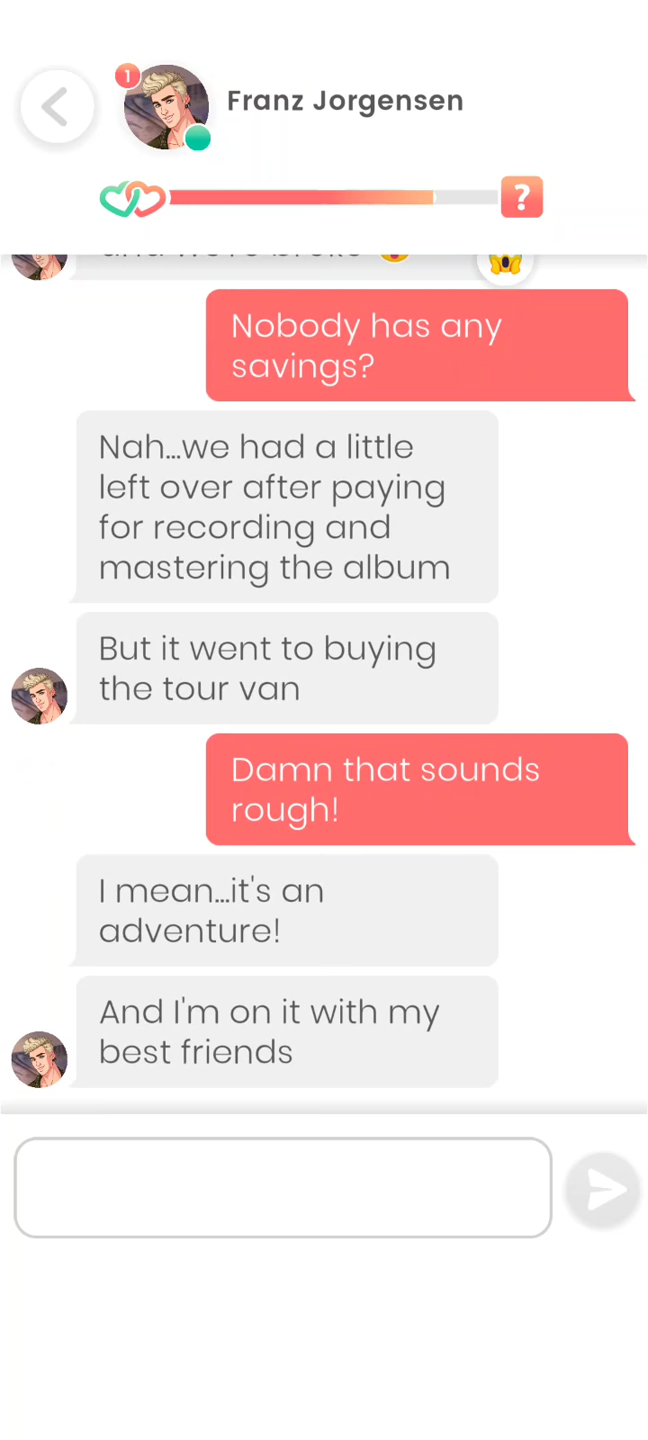 1
Franz Jorgensen
?
Nobody has any
savings?
Nah...we had a little
left over after paying
for recording and
mastering the album
But it went to buying
the tour van
Damn that sounds
rough!
I mean...it's an
adventure!
And I'm on it with my
best friends